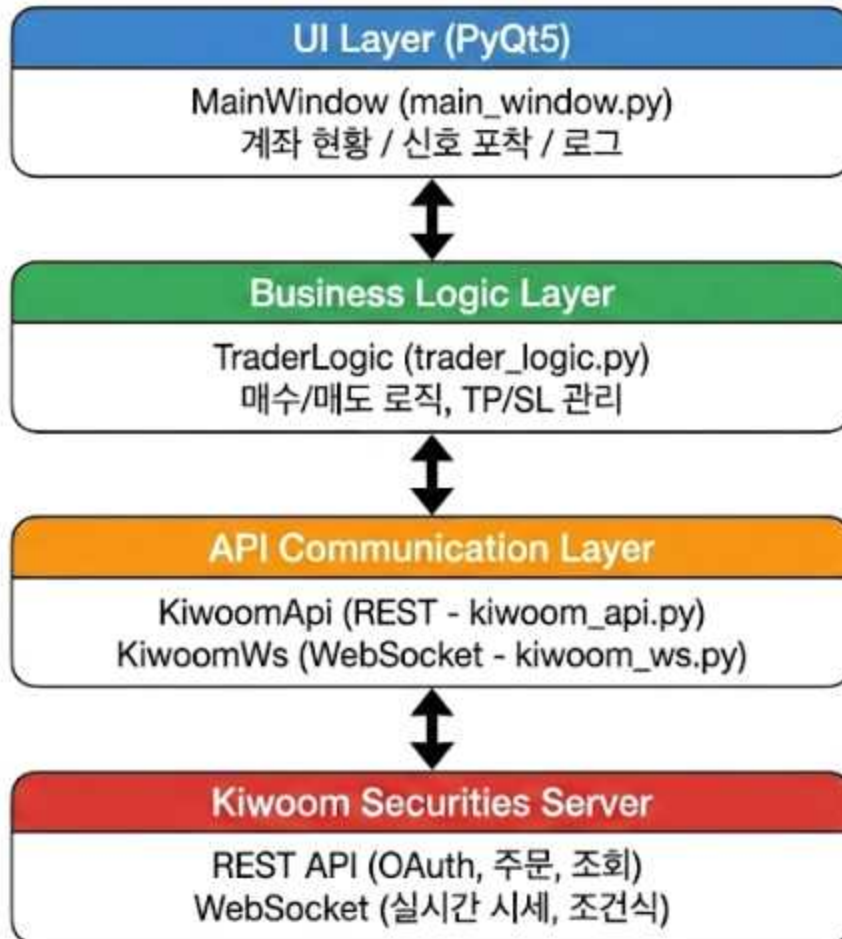 UI Layer (PyQt5)
MainWindow (main_window.py)
계좌 현황 / 신호 포착 / 로그
Business Logic Layer
TraderLogic (trader_logic.py)
매수/매도 로직, TP/SL 관리
API Communication Layer
KiwoomApi (REST - kiwoom_api.py)
KiwoomWs (WebSocket - kiwoom_ws.py)
Kiwoom Securities Server
REST API (OAuth, 주문, 조회)
WebSocket (실시간 시세, 조건식)